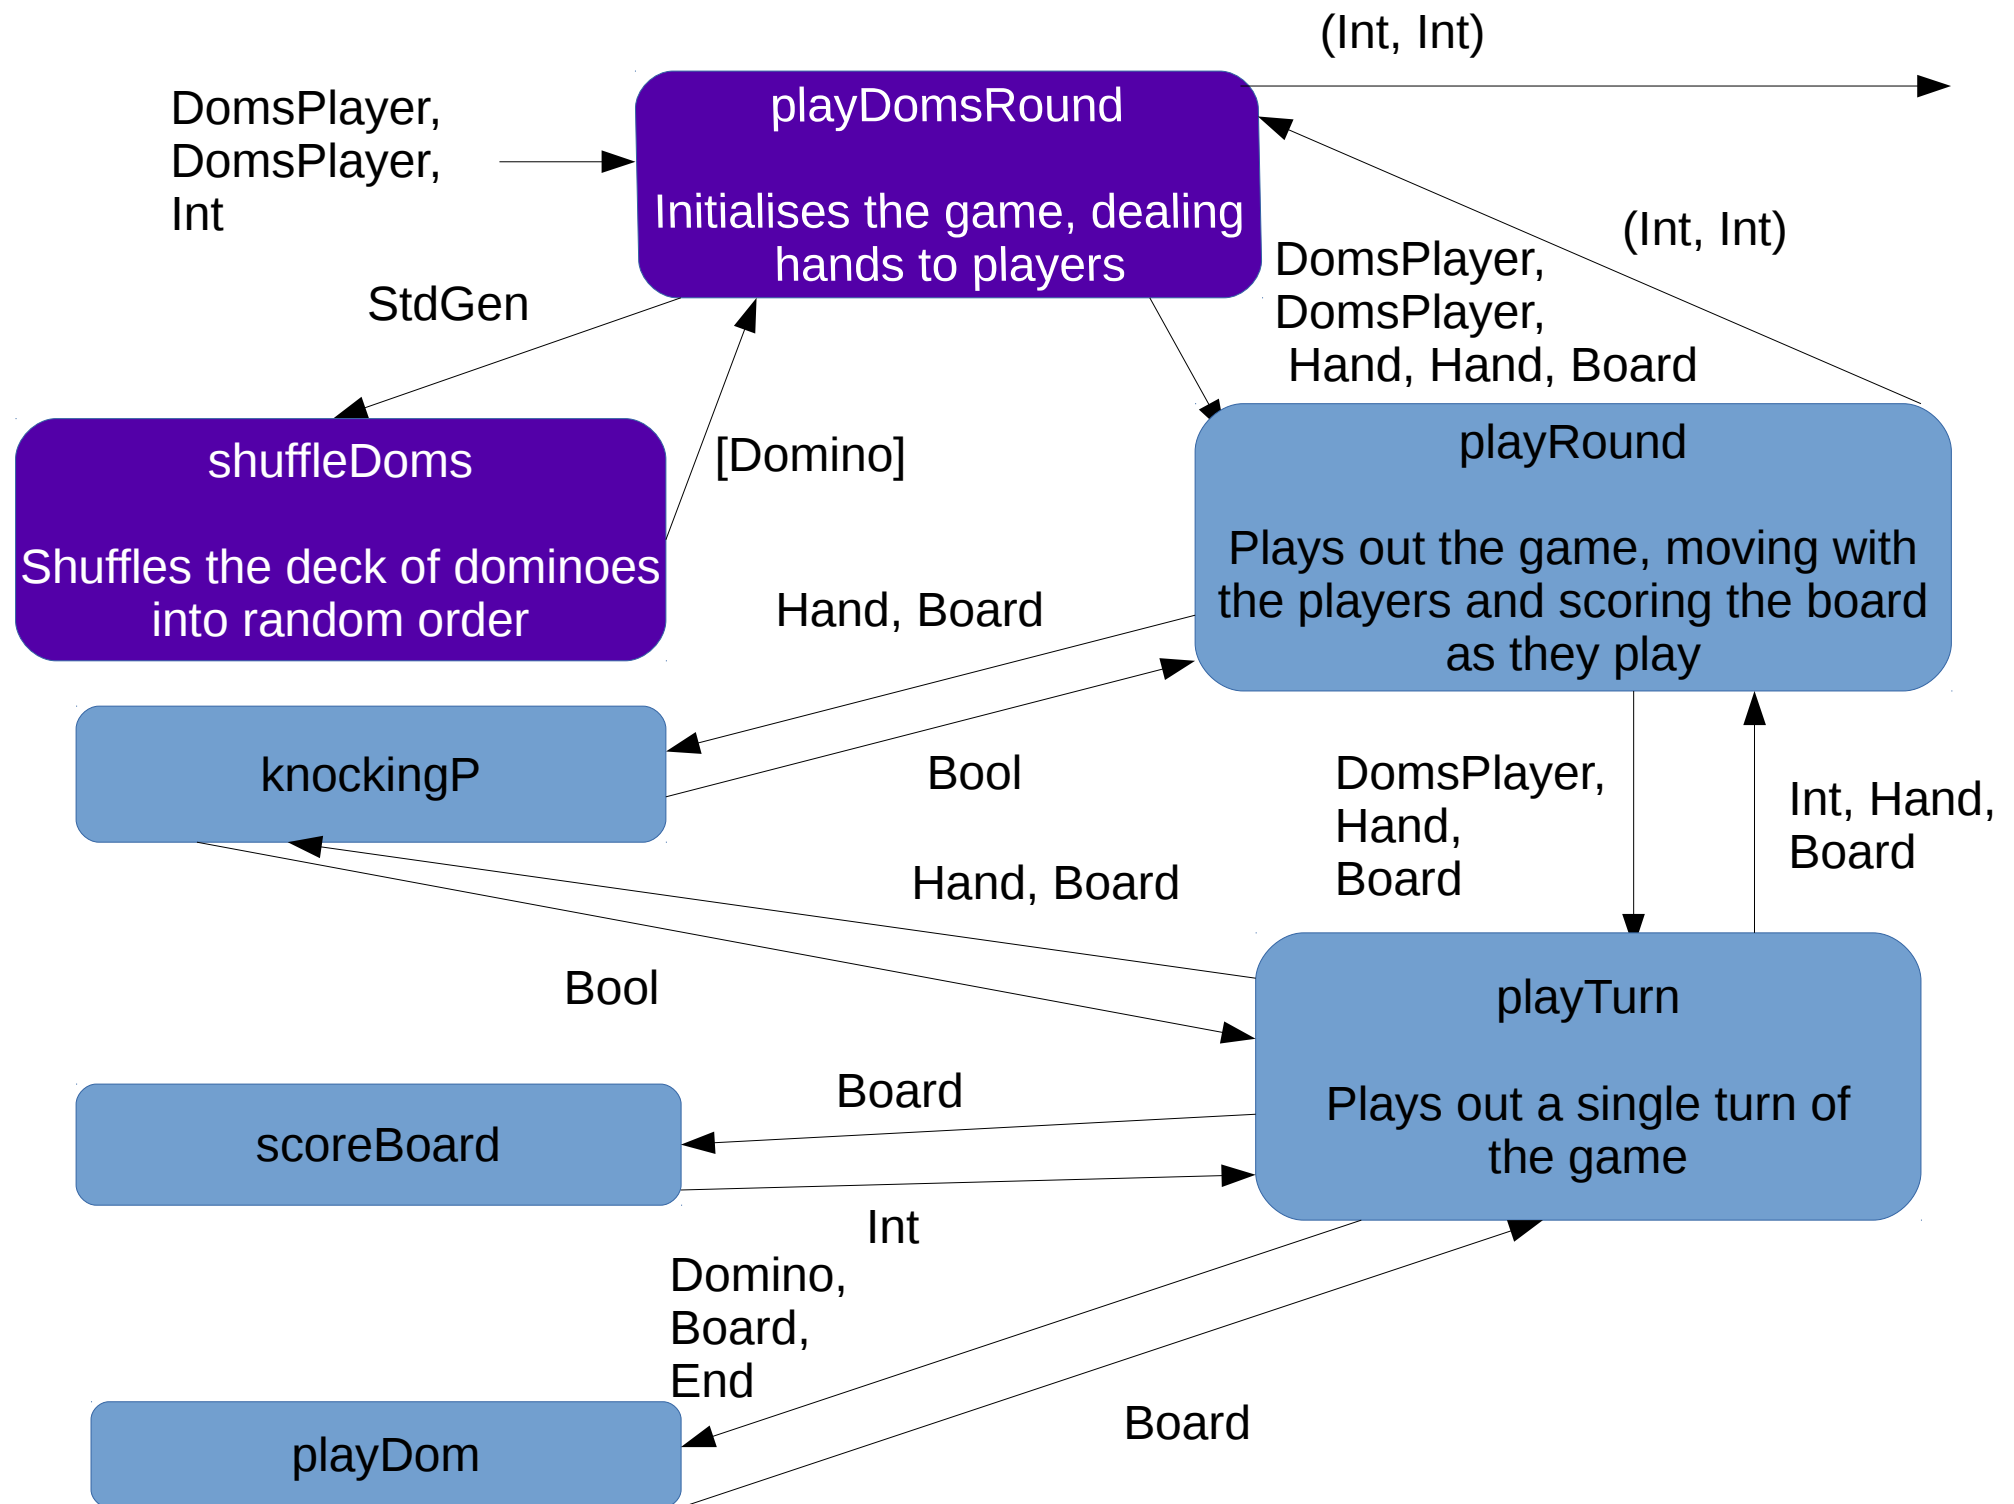 (Int, Int)
DomsPlayer,
DomsPlayer,
Int
playDomsRound
Initialises the game, dealing
hands to players
(Int, Int)
DomsPlayer,
DomsPlayer,
Hand, Hand, Board
StdGen
[Domino]
shuffleDoms
Shuffles the deck of dominoes
into random order
playRound
Plays out the game, moving with
the players and scoring the board
as they play
Hand, Board
knockingP
Bool
DomsPlayer,
Hand,
Board
Int, Hand,
Board
Hand, Board
Bool
playTurn
Plays out a single turn of
the game
Board
scoreBoard
Int
Domino,
Board,
End
Board
playDom